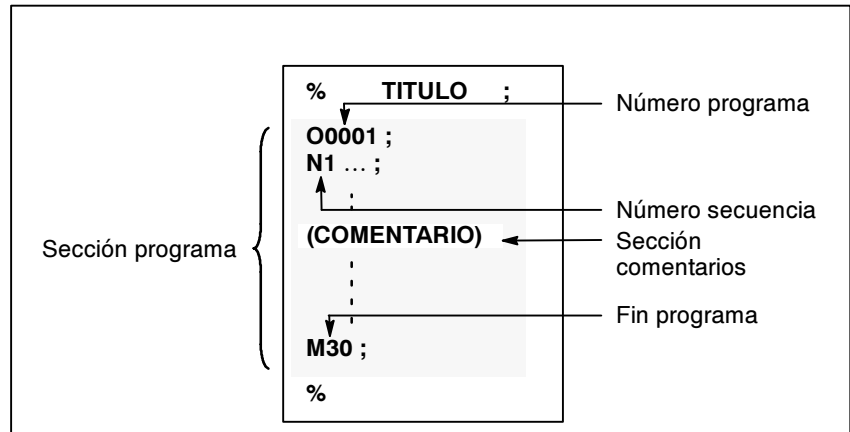 % TITULO ;
Número programa
O0001 ;
N1 ... ;
Número secuencia
(COMENTARIO)
Sección
comentarios
Sección programa
Fin programa
M30 ;
%